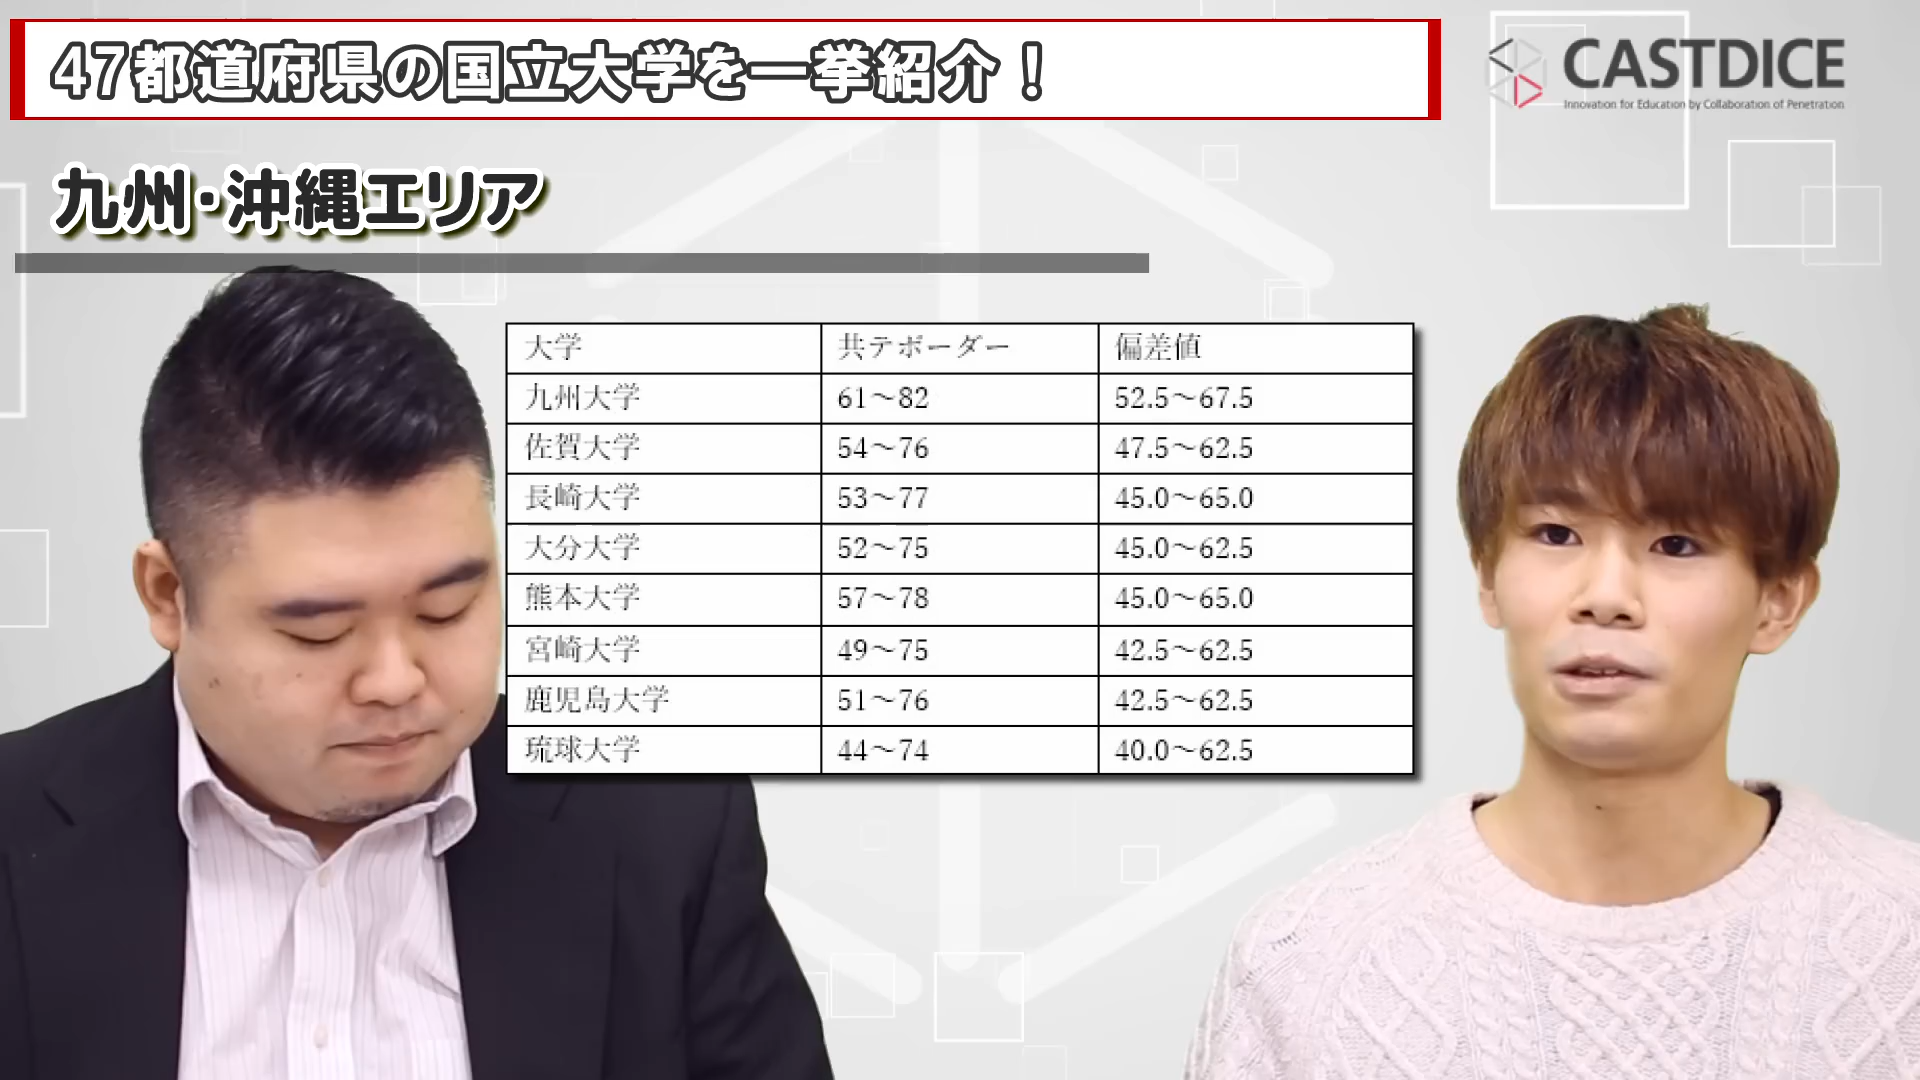 47都道府県の国立大学を一挙紹介！
CASTDICE
Innovation for Education by Collaboration of Penetration
九州・沖縄エリア
大学 共テボーダー 偏差値
九州大学 61～82 52.5～67.5
佐賀大学 54～76 47.5～62.5
長崎大学 53～77 45.0～65.0
大分大学 52～75 45.0～62.5
熊本大学 57～78 45.0～65.0
宮崎大学 49～75 42.5～62.5
鹿児島大学 51～76 42.5～62.5
琉球大学 44～74 40.0～62.5